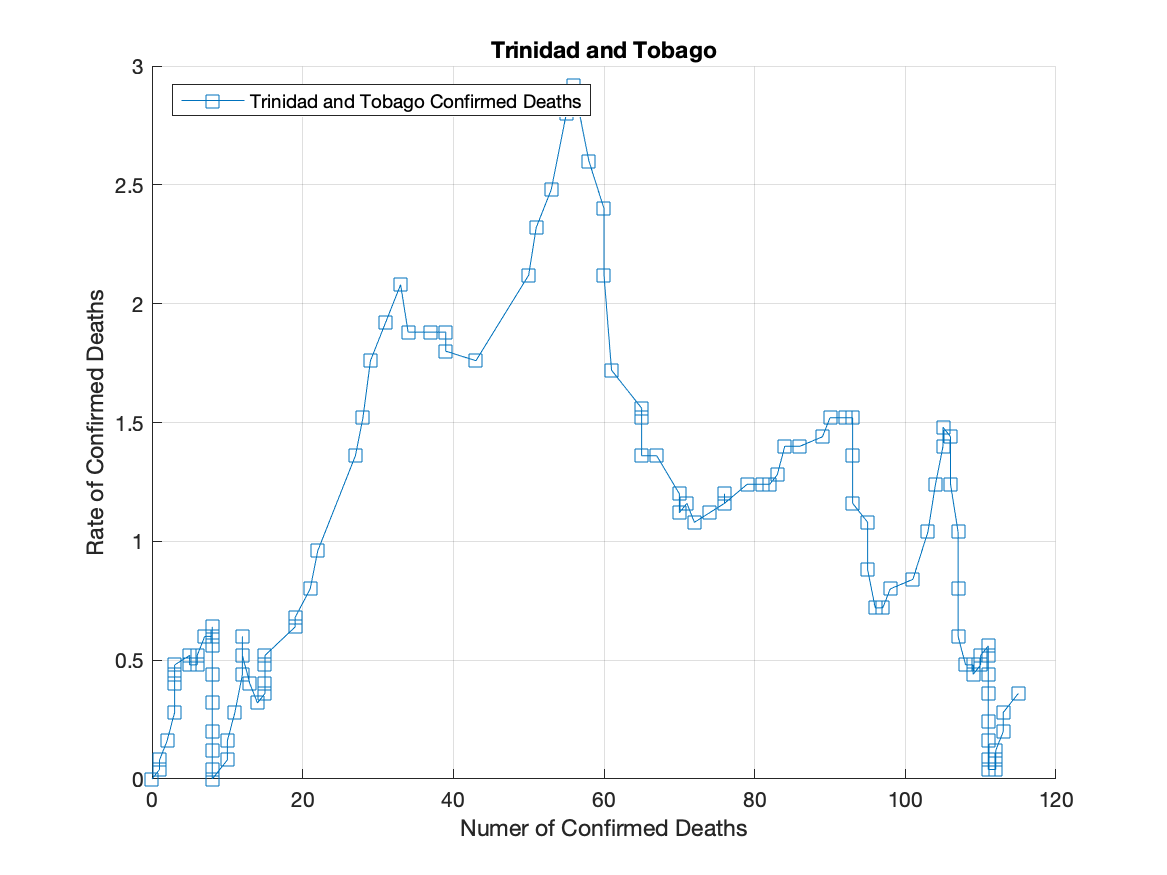 Trinidad and Tobago
Trinidad and Tobago Confirmed Deaths
3
2.5
2
1.5
1
0.5
0
Rate of Confirmed Deaths
0 20 40 60 80 100 120
Numer of Confirmed Deaths